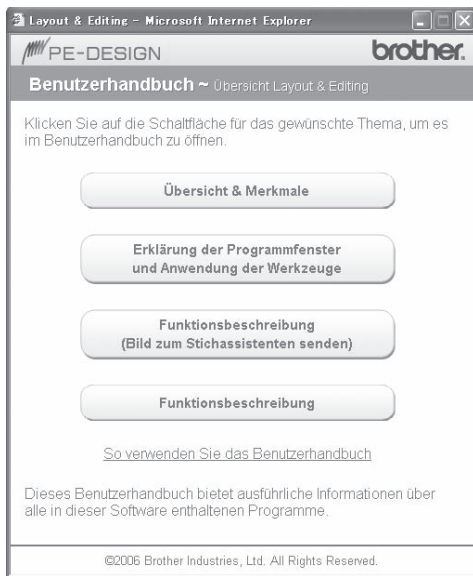 Layout & Editing - Microsoft Internet Explorer
PE-DESIGN
brother.
Benutzerhandbuch ~ Übersicht Layout & Editing
Klicken Sie auf die Schaltfläche für das gewünschte Thema, um es
im Benutzerhandbuch zu öffnen.
Übersicht & Merkmale
Erklärung der Programmfenster
und Anwendung der Werkzeuge
Funktionsbeschreibung
(Bild zum Stichassistenten senden)
Funktionsbeschreibung
So verwenden Sie das Benutzerhandbuch
Dieses Benutzerhandbuch bietet ausführliche Informationen über
alle in dieser Software enthaltenen Programme.
©2006 Brother Industries, Ltd. All Rights Reserved.